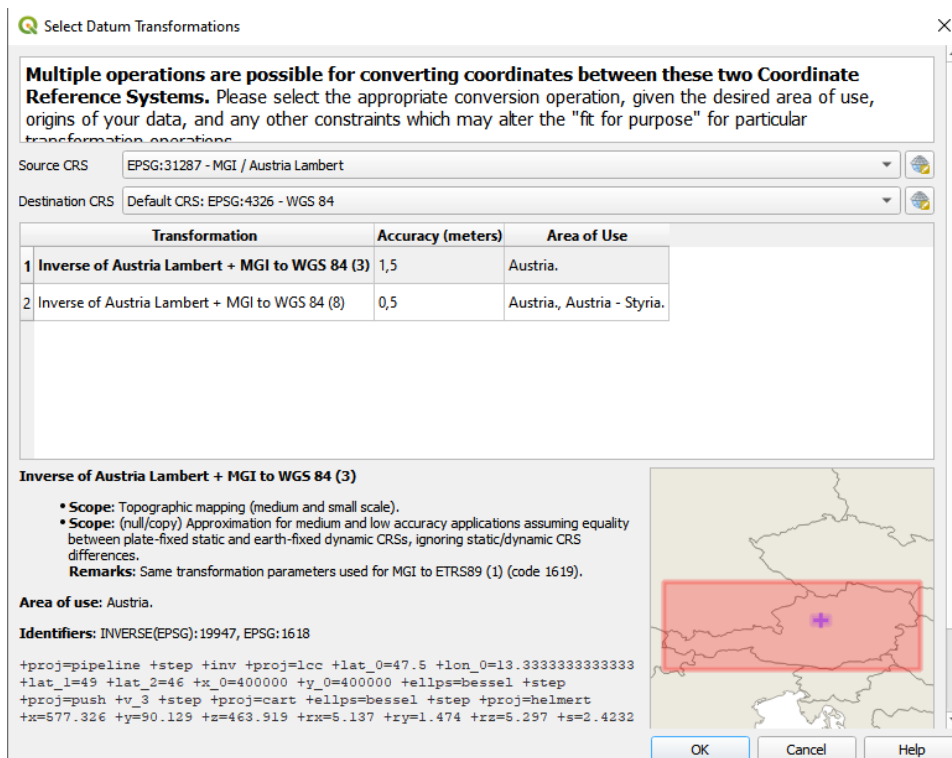 Select Datum Transformations
Multiple operations are possible for converting coordinates between these two Coordinate
Reference Systems. Please select the appropriate conversion operation, given the desired area of use,
origins of your data, and any other constraints which may alter the "fit for purpose" for particular
transformation operations
Source CRS EPSG:31287 - MGI / Austria Lambert
Destination CRS Default CRS: EPSG:4326 - WGS 84
Transformation Accuracy (meters) Area of Use
1 Inverse of Austria Lambert + MGI to WGS 84 (3) 1,5 Austria.
2 Inverse of Austria Lambert + MGI to WGS 84 (8) 0,5 Austria., Austria - Styria.
Inverse of Austria Lambert + MGI to WGS 84 (3)
• Scope: Topographic mapping (medium and small scale).
• Scope: (null/copy) Approximation for medium and low accuracy applications assuming equality
between plate-fixed static and earth-fixed dynamic CRSs, ignoring static/dynamic CRS
differences.
Remarks: Same transformation parameters used for MGI to ETRS89 (1) (code 1619).
Area of use: Austria.
Identifiers: INVERSE(EPSG):19947, EPSG:1618
+proj=pipeline +step +inv +proj=lcc +lat_0=47.5 +lon_0=13.3333333333333
+lat_1=49 +lat_2=46 +x_0=400000 +y_0=400000 +ellps=bessel +step
+proj=push +v_3 +step +proj=cart +ellps=bessel +step +proj=helmert
+x=577.326 +y=90.129 +z=463.919 +rx=5.137 +ry=1.474 +rz=5.297 +s=2.4232
OK Cancel Help